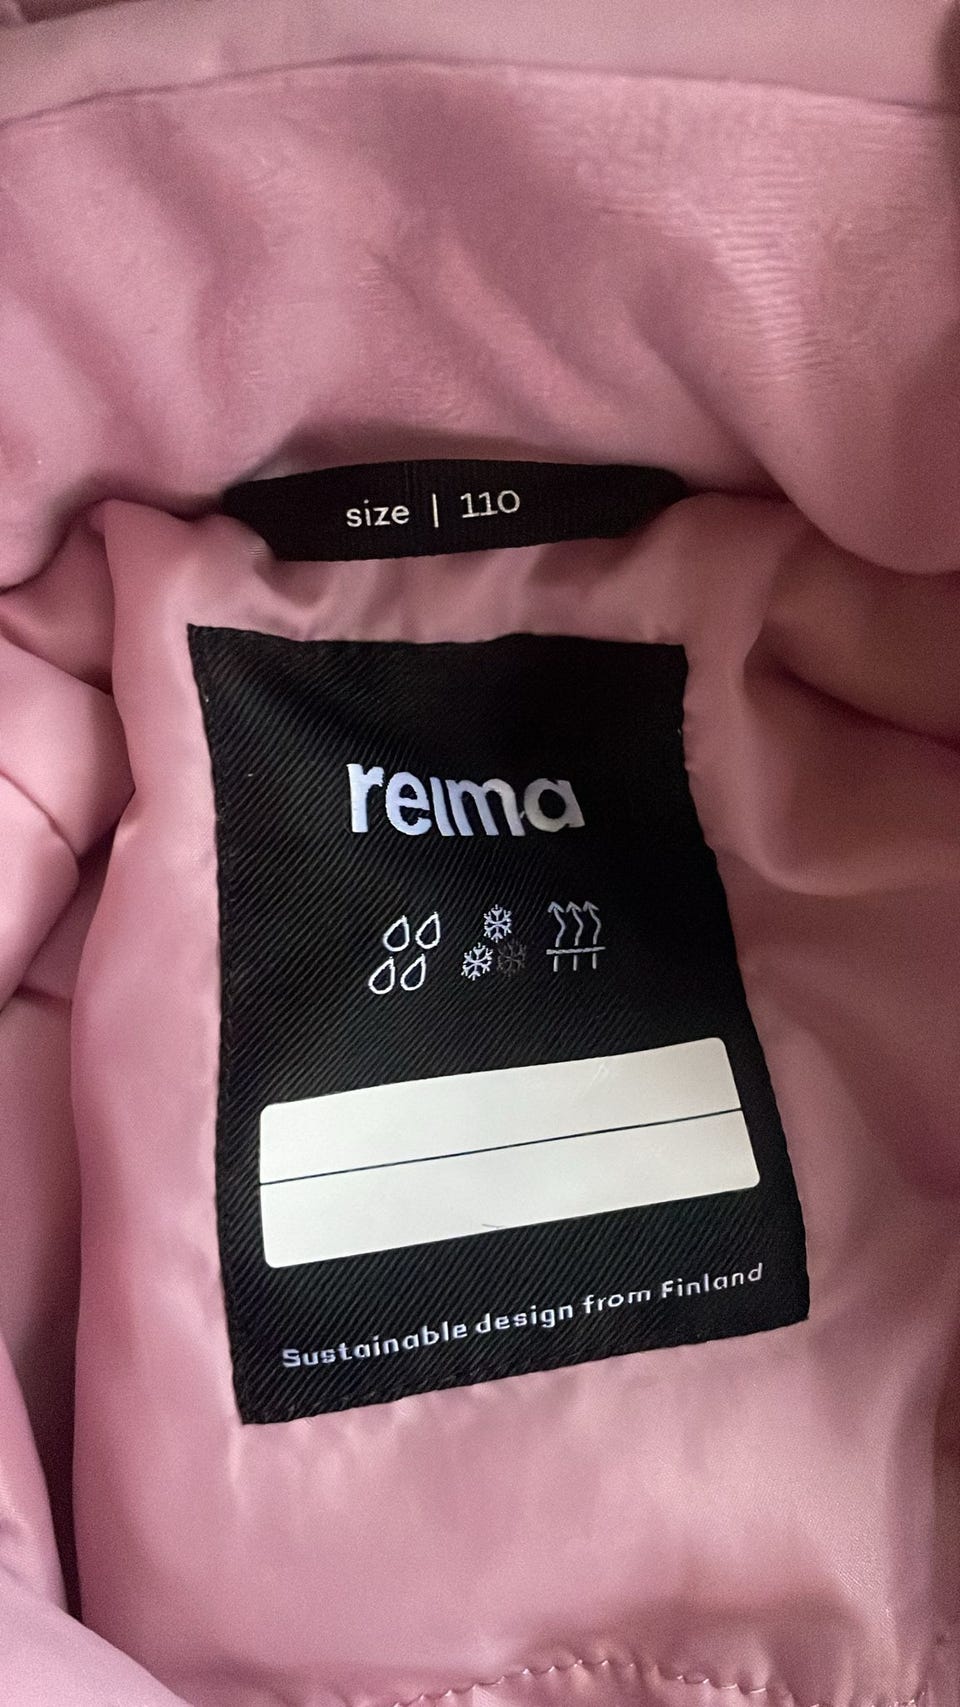 size | 110
reima
Sustainable design from Finland